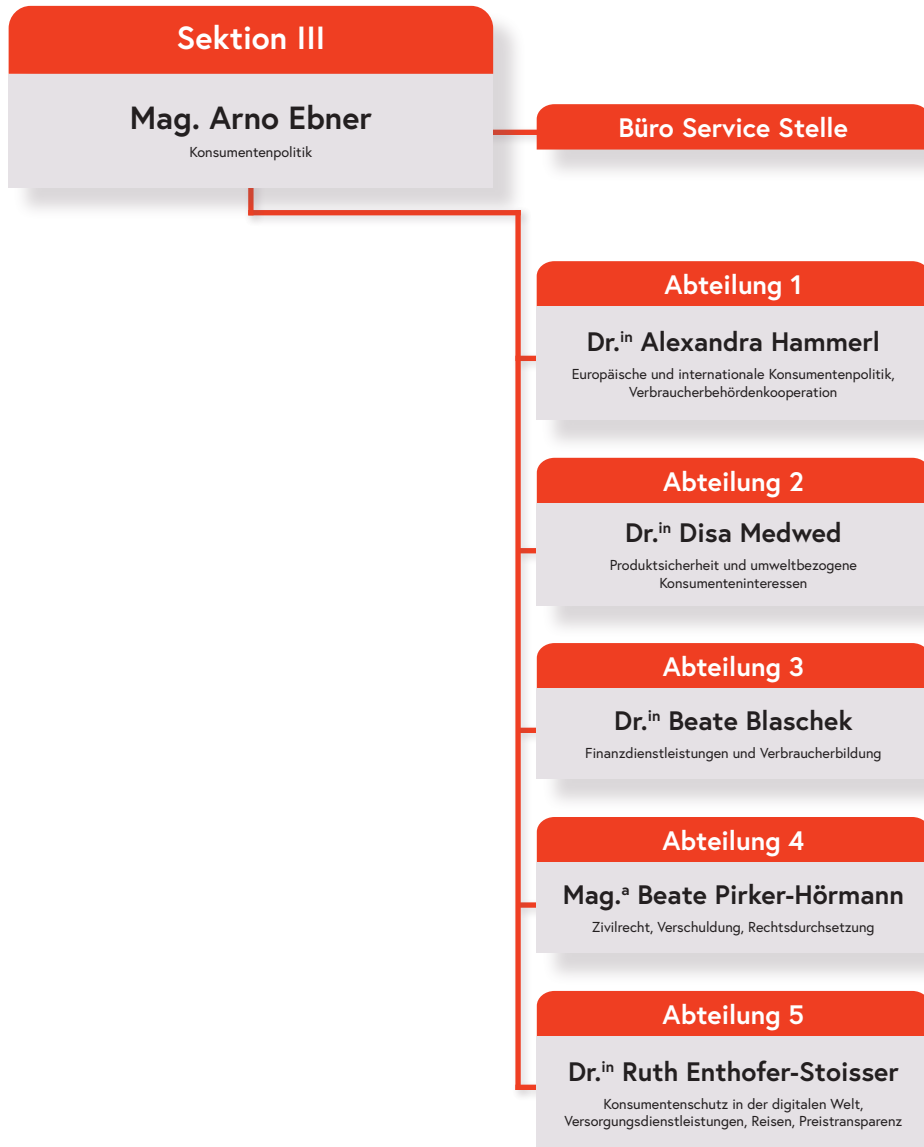 Sektion III
Mag. Arno Ebner
Konsumentenpolitik
Büro Service Stelle
Abteilung 1
Dr.ⁱⁿ Alexandra Hammerl
Europäische und internationale Konsumentenpolitik,
Verbraucherbehördenkooperation
Abteilung 2
Dr.ⁱⁿ Disa Medwed
Produktsicherheit und umweltbezogene
Konsumenteninteressen
Abteilung 3
Dr.ⁱⁿ Beate Blaschek
Finanzdienstleistungen und Verbraucherbildung
Abteilung 4
Mag.ᵃ Beate Pirker-Hörmann
Zivilrecht, Verschuldung, Rechtsdurchsetzung
Abteilung 5
Dr.ⁱⁿ Ruth Enthofer-Stoisser
Konsumentenschutz in der digitalen Welt,
Versorgungsdienstleistungen, Reisen, Preistransparenz